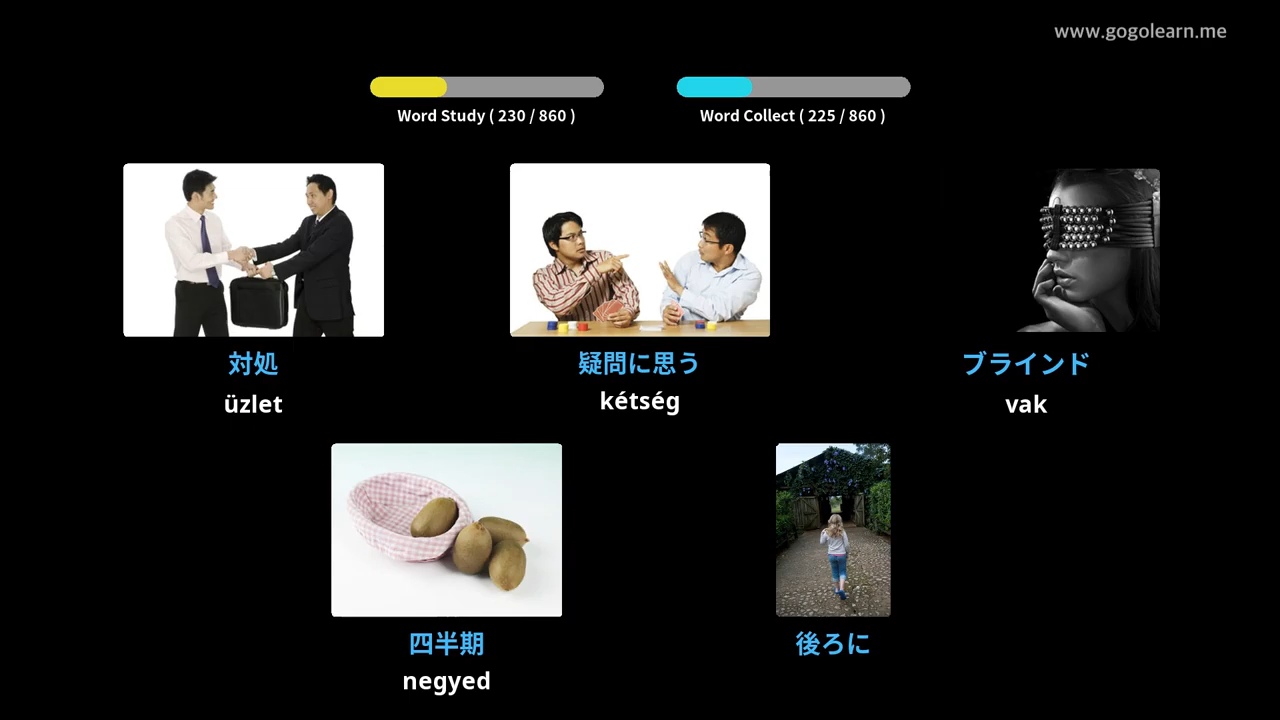 www.gogolearn.me
Word Study ( 230 / 860 )
Word Collect ( 225 / 860 )
対処
üzlet
疑問に思う
kétség
ブラインド
vak
四半期
negyed
後ろに